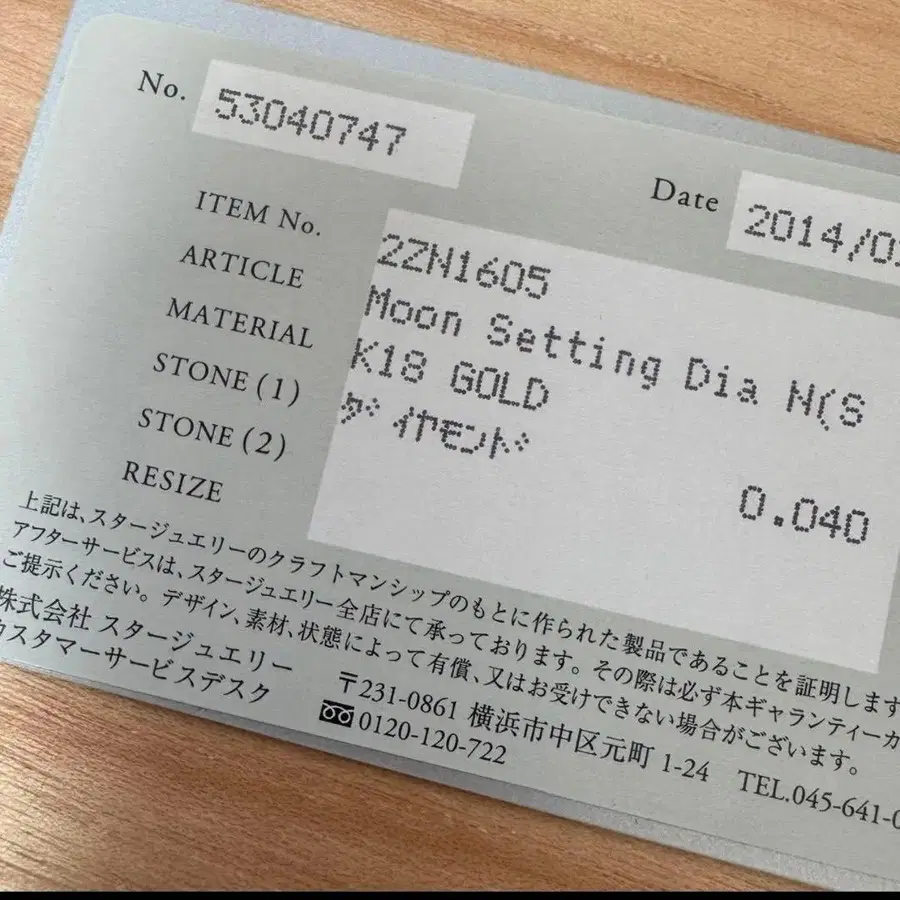 No. 53040747
Date 2014/0
ITEM No. 2ZN1605
ARTICLE Moon Setting Dia N(S
MATERIAL K18 GOLD
STONE (1) ダイヤモンド 0.040
STONE (2)
RESIZE
上記は、スタージュエリーのクラフトマンシップのもとに作られた製品であることを証明します
アフターサービスは、スタージュエリー全店にて承っております。その際は必ず本ギャランティーカ
ご提示ください。デザイン、素材、状態によって有償、又はお受けできない場合がございます。
株式会社 スタージュエリー
カスタマーサービスデスク
〒231-0861 横浜市中区元町 1-24 TEL.045-641-0
0120-120-722